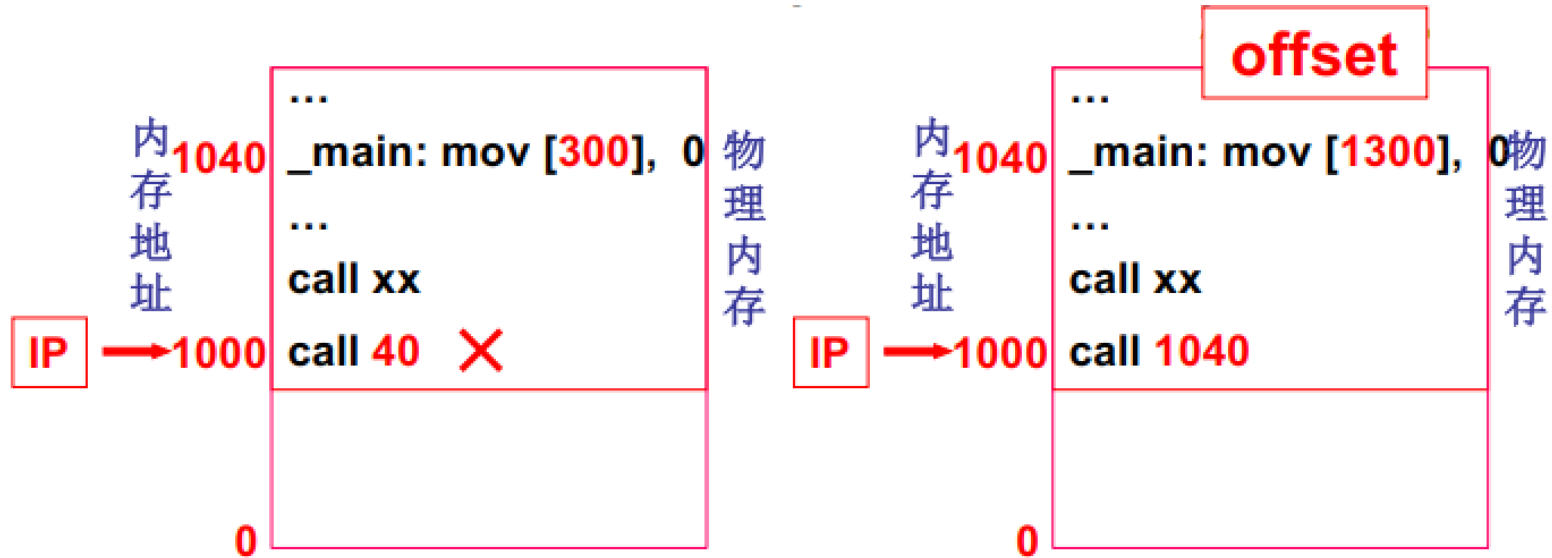 ...
内存地址
1040 _main: mov [300], 0
物理内存
...
call xx
IP
1000 call 40
0
offset
...
内存地址
1040 _main: mov [1300], 0
物理内存
...
call xx
IP
1000 call 1040
0